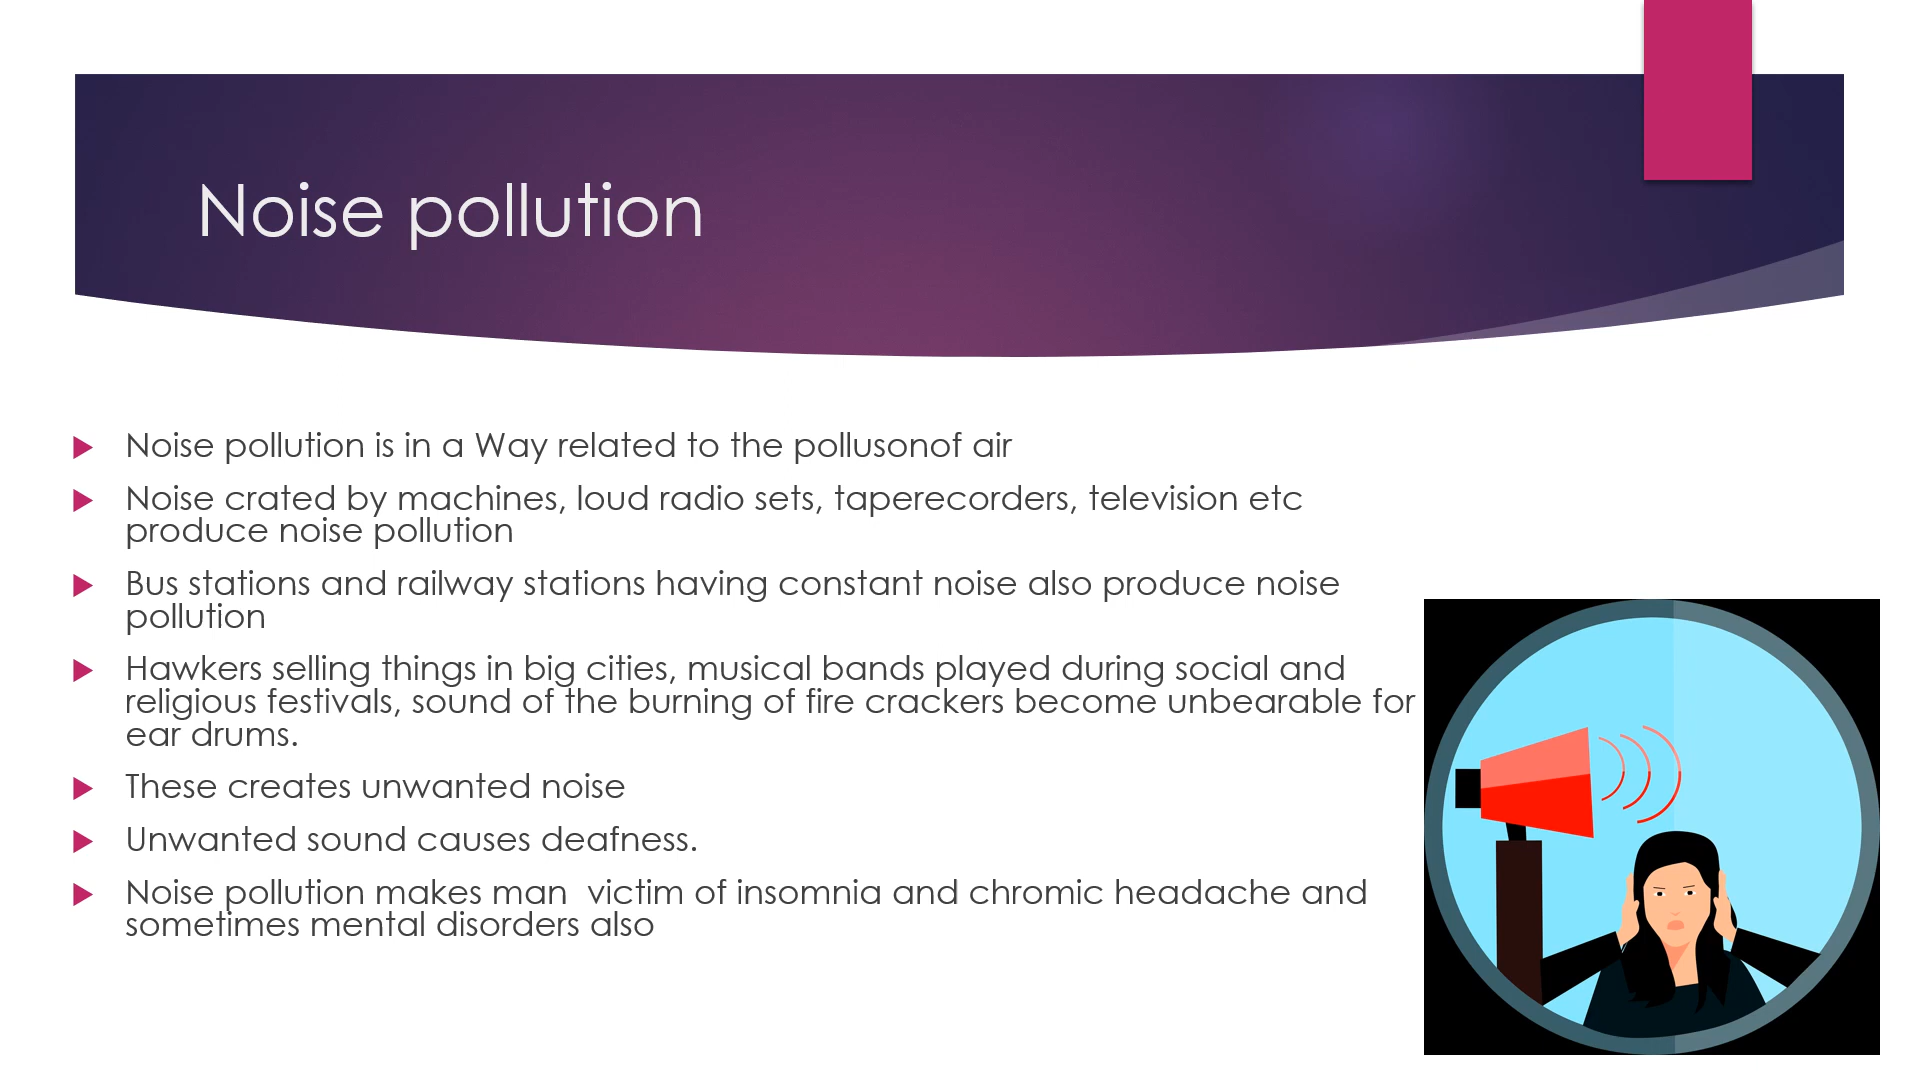 Noise pollution
Noise pollution is in a Way related to the pollusonof air
Noise crated by machines, loud radio sets, taperecorders, television etc
produce noise pollution
Bus stations and railway stations having constant noise also produce noise
pollution
Hawkers selling things in big cities, musical bands played during social and
religious festivals, sound of the burning of fire crackers become unbearable for
ear drums.
These creates unwanted noise
Unwanted sound causes deafness.
Noise pollution makes man  victim of insomnia and chromic headache and
sometimes mental disorders also